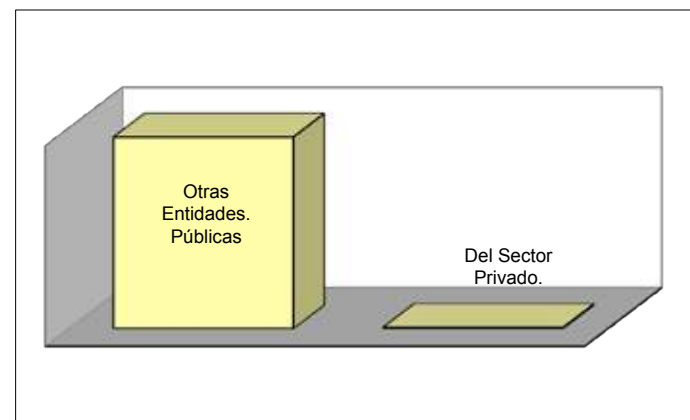 Otras
Entidades.
Públicas
Del Sector
Privado.